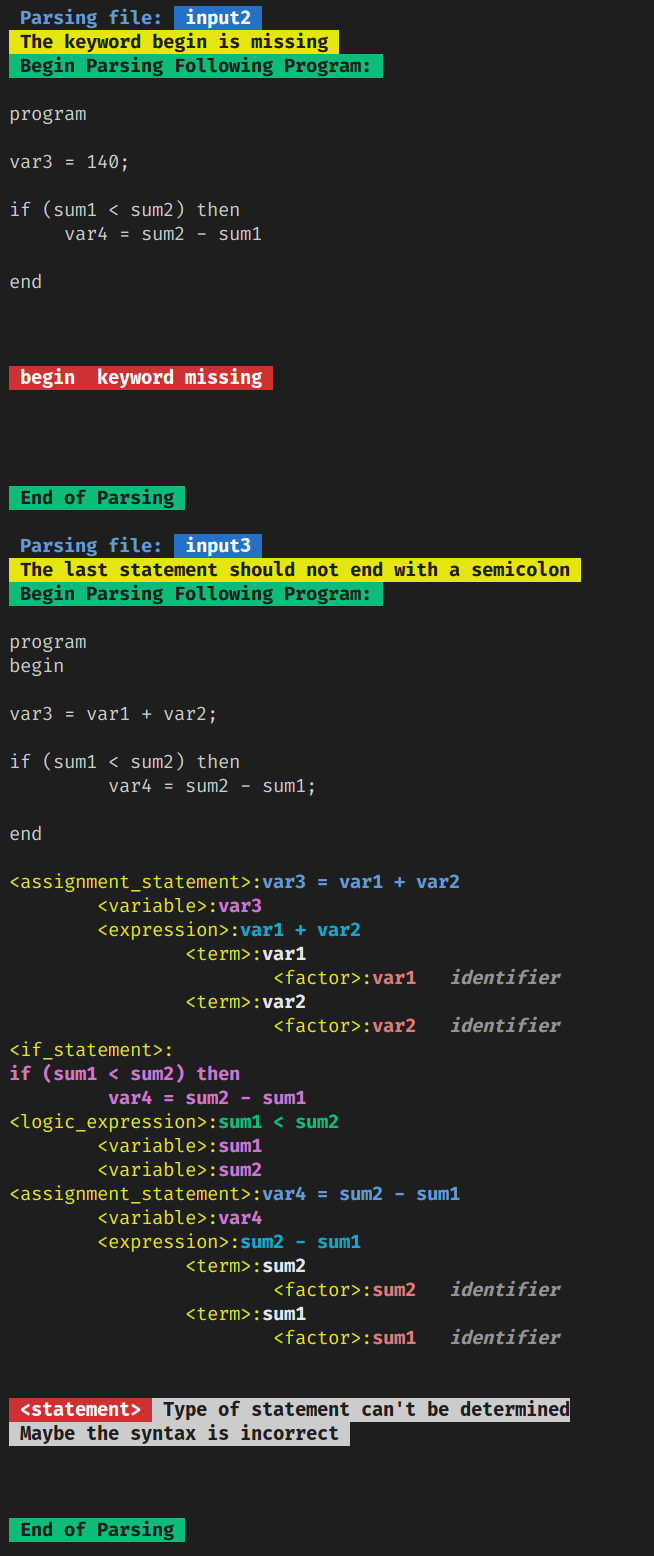 Parsing file: input2
The keyword begin is missing
Begin Parsing Following Program:
program
var3 = 140;
if (sum1 < sum2) then
var4 = sum2 - sum1
end
begin  keyword missing
End of Parsing
Parsing file: input3
The last statement should not end with a semicolon
Begin Parsing Following Program:
program
begin
var3 = var1 + var2;
if (sum1 < sum2) then
var4 = sum2 - sum1;
end
<assignment_statement>:var3 = var1 + var2
<variable>:var3
<expression>:var1 + var2
<term>:var1
<factor>:var1   identifier
<term>:var2
<factor>:var2   identifier
<if_statement>:
if (sum1 < sum2) then
var4 = sum2 - sum1
<logic_expression>:sum1 < sum2
<variable>:sum1
<variable>:sum2
<assignment_statement>:var4 = sum2 - sum1
<variable>:var4
<expression>:sum2 - sum1
<term>:sum2
<factor>:sum2   identifier
<term>:sum1
<factor>:sum1   identifier
<statement> Type of statement can't be determined
Maybe the syntax is incorrect
End of Parsing